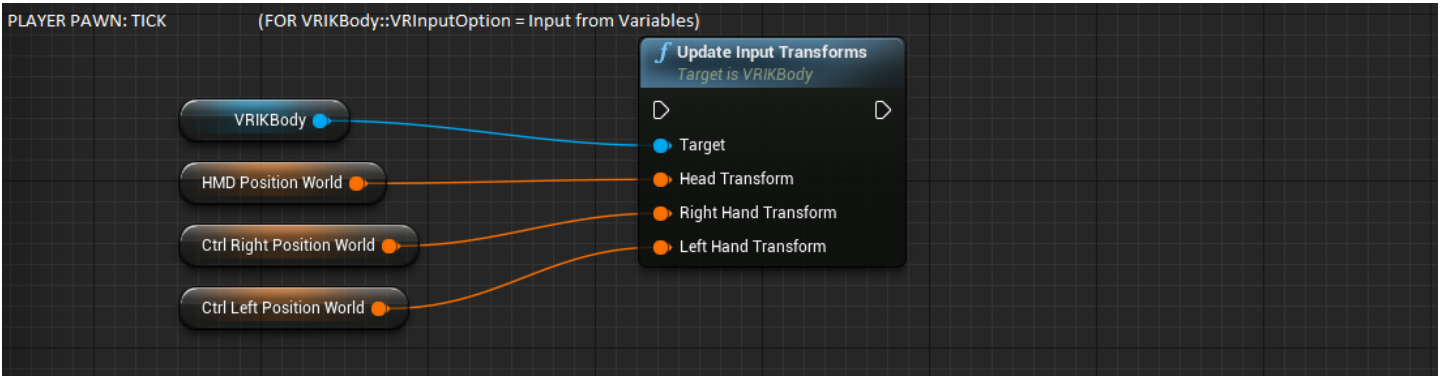 PLAYER PAWN: TICK (FOR VRIKBody::VRInputOption = Input from Variables)
f Update Input Transforms
Target is VRIKBody
VRIKBody
Target
HMD Position World
Head Transform
Ctrl Right Position World
Right Hand Transform
Ctrl Left Position World
Left Hand Transform